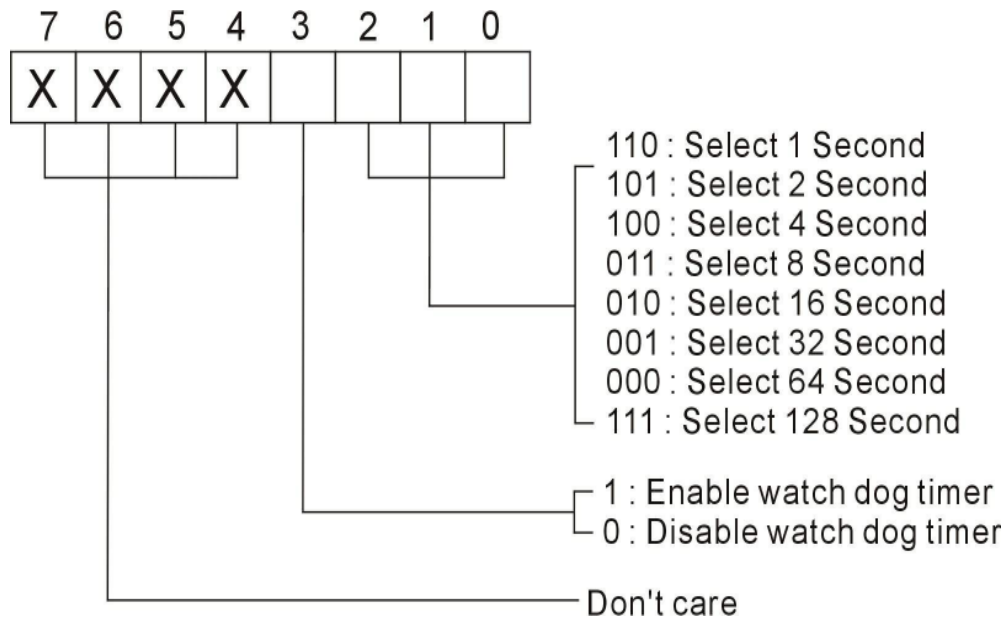 7 6 5 4 3 2 1 0
X X X X
110 : Select 1 Second
101 : Select 2 Second
100 : Select 4 Second
011 : Select 8 Second
010 : Select 16 Second
001 : Select 32 Second
000 : Select 64 Second
111 : Select 128 Second
1 : Enable watch dog timer
0 : Disable watch dog timer
Don't care